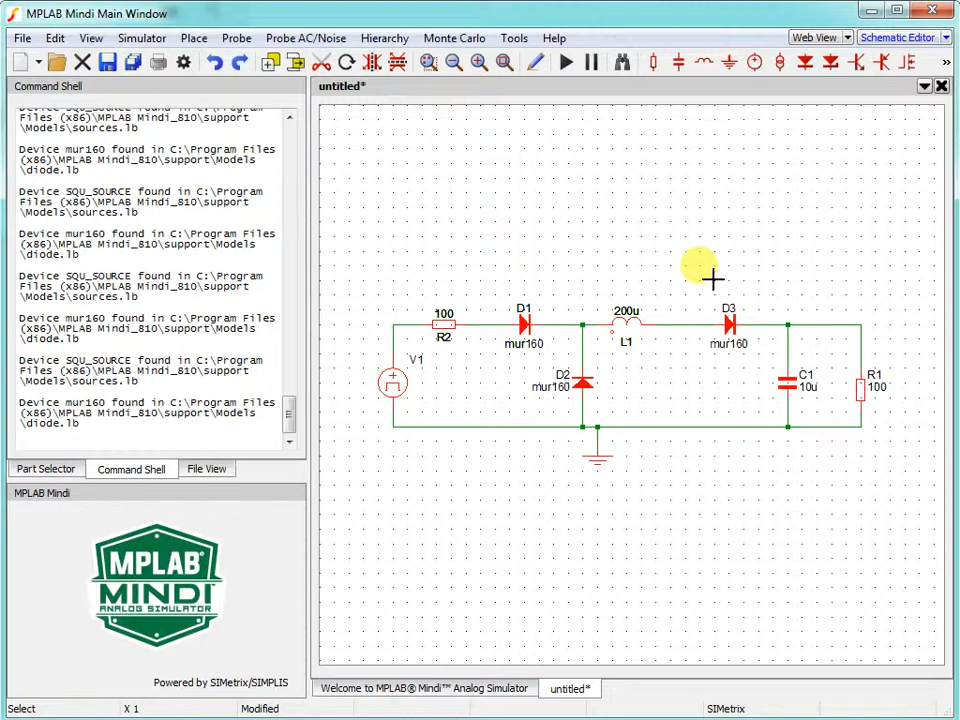 MPLAB Mindi Main Window
File Edit View Simulator Place Probe Probe AC/Noise Hierarchy Monte Carlo Tools Help
Web View
Schematic Editor
Command Shell
untitled*
Device SQU_SOURCE found in C:\Program
Files (x86)\MPLAB Mindi_810\support
\Models\sources.lb
Device mur160 found in C:\Program Files
(x86)\MPLAB Mindi_810\support\Models
\diode.lb
Device SQU_SOURCE found in C:\Program
Files (x86)\MPLAB Mindi_810\support
\Models\sources.lb
Device mur160 found in C:\Program Files
(x86)\MPLAB Mindi_810\support\Models
\diode.lb
Device SQU_SOURCE found in C:\Program
Files (x86)\MPLAB Mindi_810\support
\Models\sources.lb
Device mur160 found in C:\Program Files
(x86)\MPLAB Mindi_810\support\Models
\diode.lb
Device SQU_SOURCE found in C:\Program
Files (x86)\MPLAB Mindi_810\support
\Models\sources.lb
Device mur160 found in C:\Program Files
(x86)\MPLAB Mindi_810\support\Models
\diode.lb
100
R2
D1
mur160
200u
L1
D3
mur160
V1
D2
mur160
C1
10u
R1
100
Part Selector
Command Shell
File View
MPLAB Mindi
MPLAB
MINDI
ANALOG SIMULATOR
Powered by SIMetrix/SIMPLIS
Welcome to MPLAB® Mindi™ Analog Simulator
untitled*
Select
X 1
Modified
SIMetrix